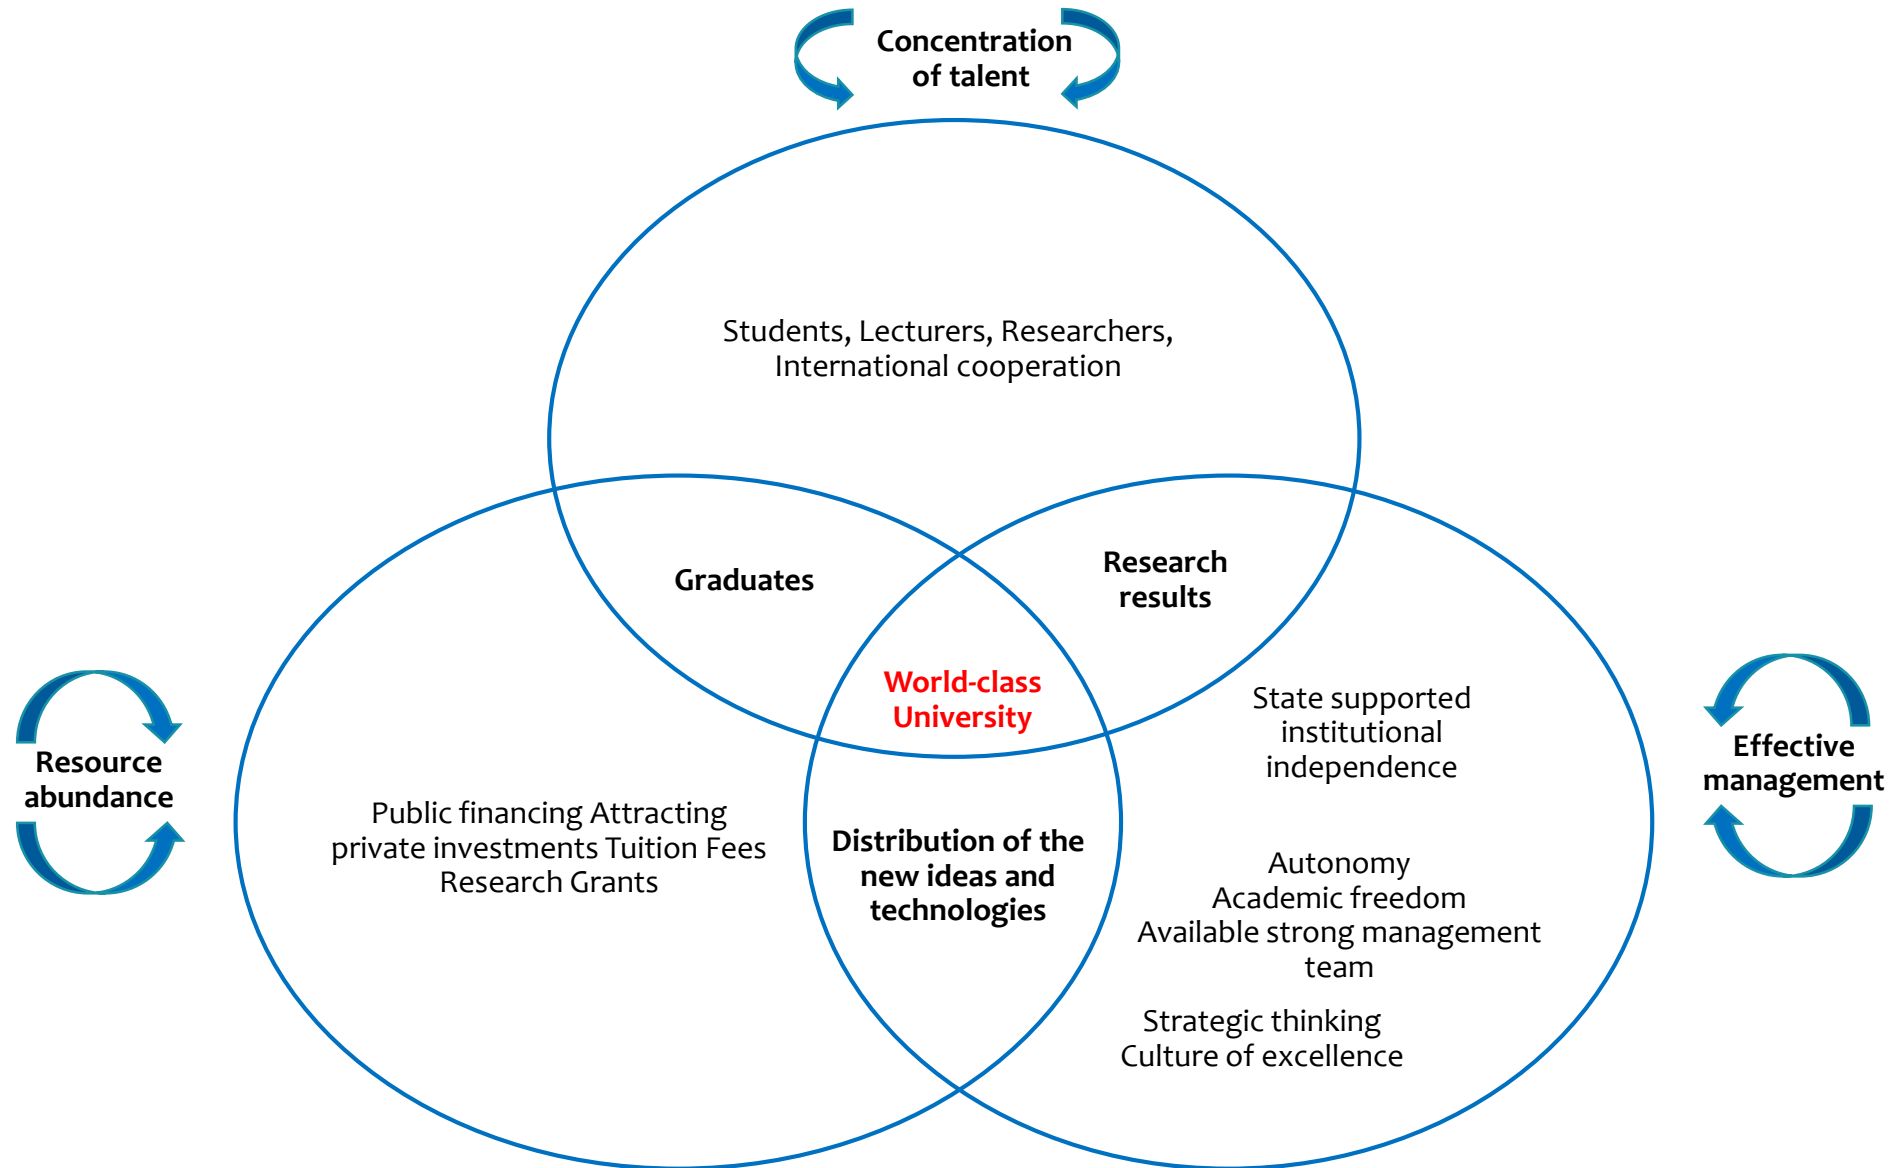 Concentration
of talent
Students, Lecturers, Researchers,
International cooperation
Graduates
Research
results
World-class
University
State supported
institutional
independence
Resource
abundance
Effective
management
Public financing Attracting
private investments Tuition Fees
Research Grants
Distribution of the
new ideas and
technologies
Autonomy
Academic freedom
Available strong management
team
Strategic thinking
Culture of excellence